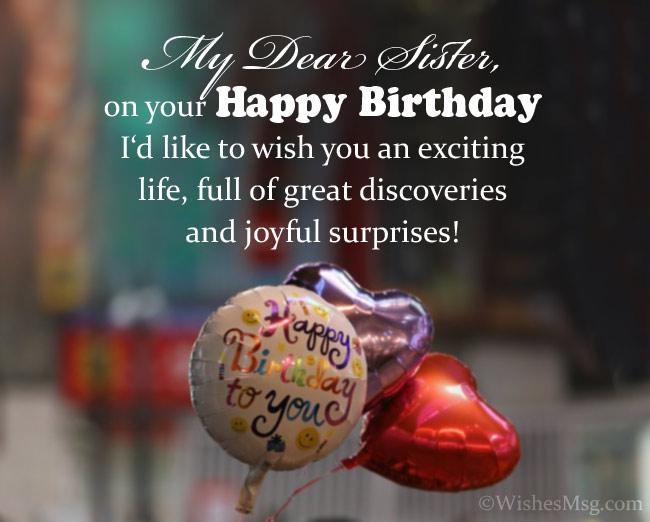 My Dear Sister,
on your Happy Birthday
I'd like to wish you an exciting
life, full of great discoveries
and joyful surprises!
Happy
Birthday
to you
©WishesMsg.com